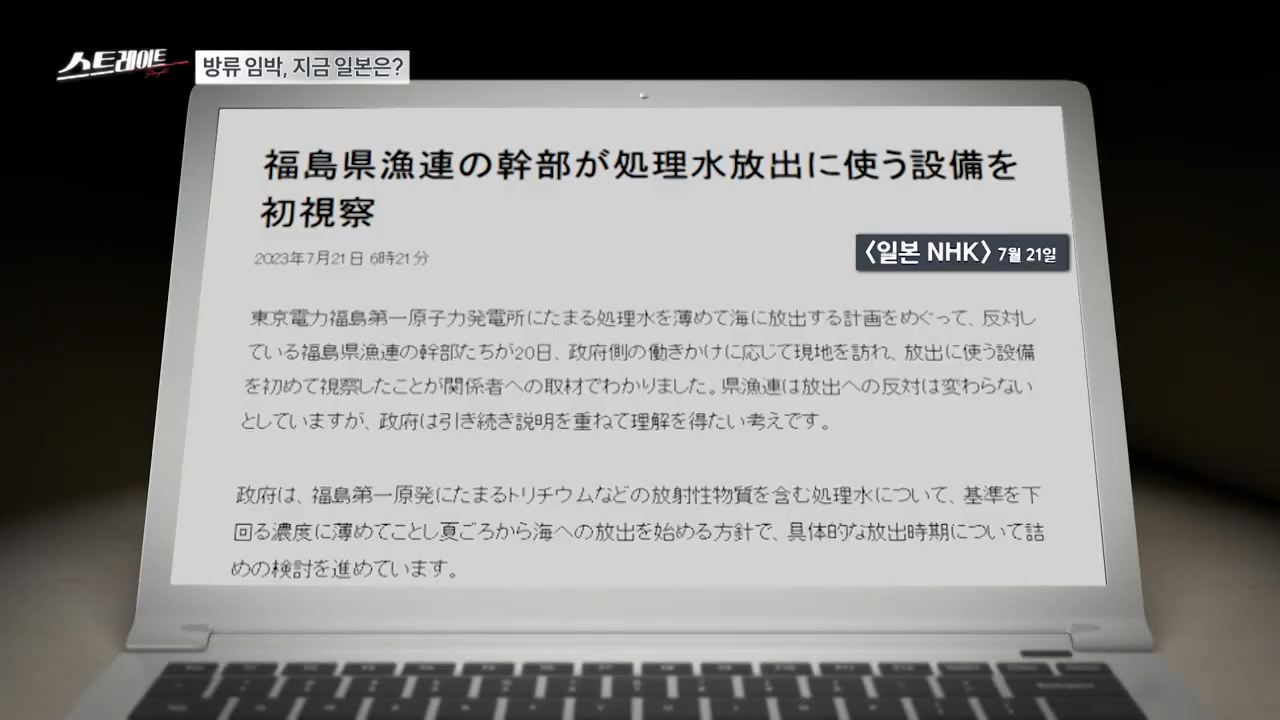 스트레이트
방류 임박, 지금 일본은?
福島県漁連の幹部が処理水放出に使う設備を
初視察
2023年7月21日 6時21分
〈일본 NHK〉 7월 21일
東京電力福島第一原子力発電所にたまる処理水を薄めて海に放出する計画をめぐって、反対し
ている福島県漁連の幹部たちが20日、政府側の働きかけに応じて現地を訪れ、放出に使う設備
を初めて視察したことが関係者への取材でわかりました。県漁連は放出への反対は変わらない
としていますが、政府は引き続き説明を重ねて理解を得たい考えです。
政府は、福島第一原発にたまるトリチウムなどの放射性物質を含む処理水について、基準を下
回る濃度に薄めてことし夏ごろから海への放出を始める方針で、具体的な放出時期について詰
めの検討を進めています。